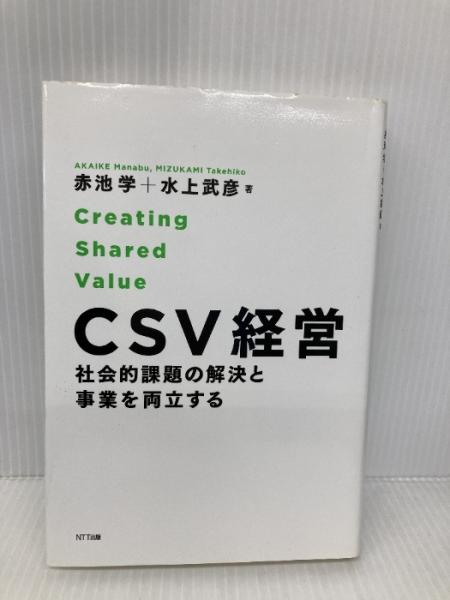 AKAIKE Manabu, MIZUKAMI Takehiko
赤池 学＋水上武彦 著
Creating
Shared
Value
CSV経営
社会的課題の解決と
事業を両立する
NTT出版